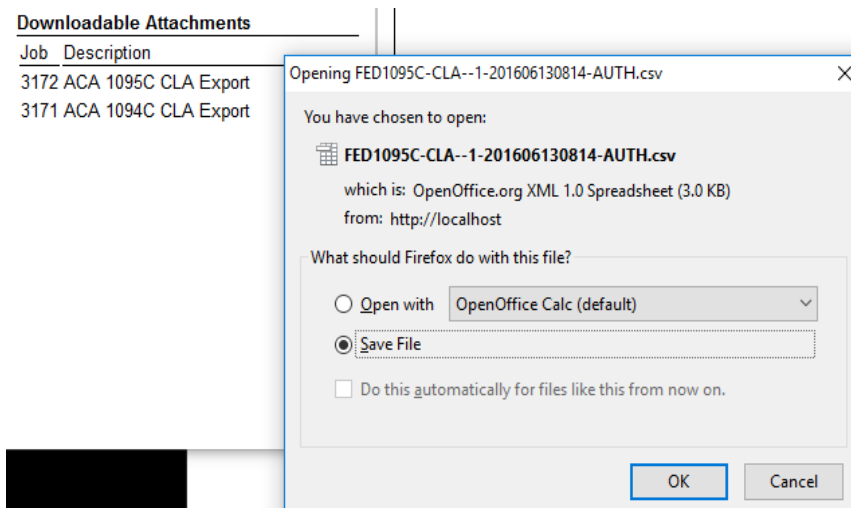 Downloadable Attachments
Job Description
3172 ACA 1095C CLA Export
3171 ACA 1094C CLA Export
Opening FED1095C-CLA--1-201606130814-AUTH.csv
You have chosen to open:
FED1095C-CLA--1-201606130814-AUTH.csv
which is: OpenOffice.org XML 1.0 Spreadsheet (3.0 KB)
from: http://localhost
What should Firefox do with this file?
Open with OpenOffice Calc (default)
Save File
Do this automatically for files like this from now on.
OK Cancel